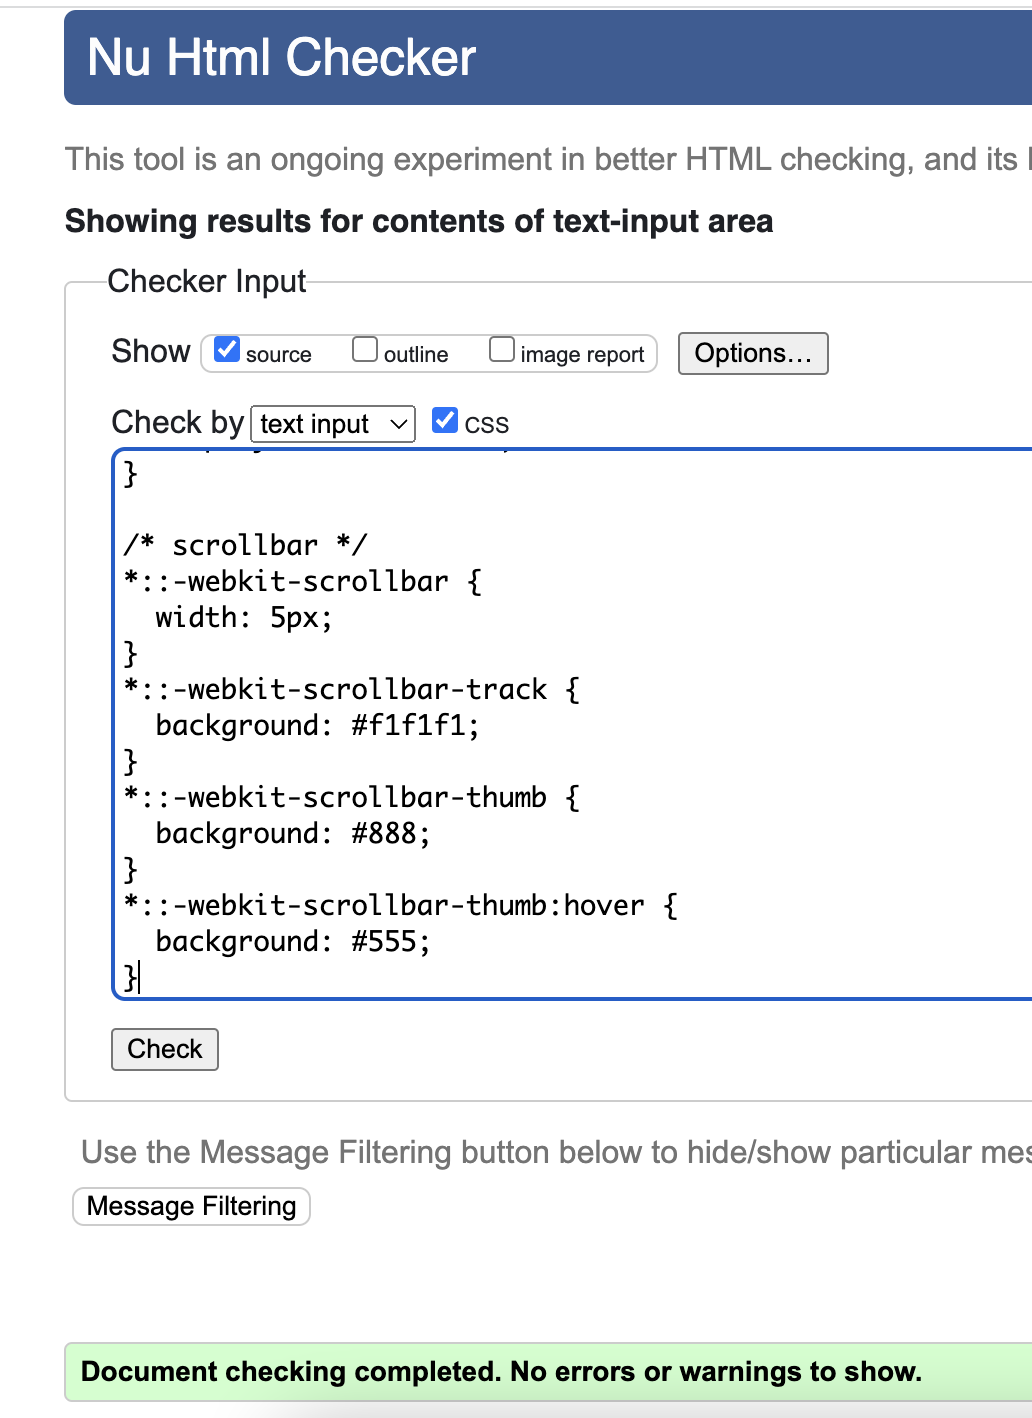 Nu Html Checker
This tool is an ongoing experiment in better HTML checking, and its
Showing results for contents of text-input area
Checker Input
Show source outline image report Options...
Check by text input CSS
}
/* scrollbar */
*::-webkit-scrollbar {
  width: 5px;
}
*::-webkit-scrollbar-track {
  background: #f1f1f1;
}
*::-webkit-scrollbar-thumb {
  background: #888;
}
*::-webkit-scrollbar-thumb:hover {
  background: #555;
}
Check
Use the Message Filtering button below to hide/show particular mes
Message Filtering
Document checking completed. No errors or warnings to show.